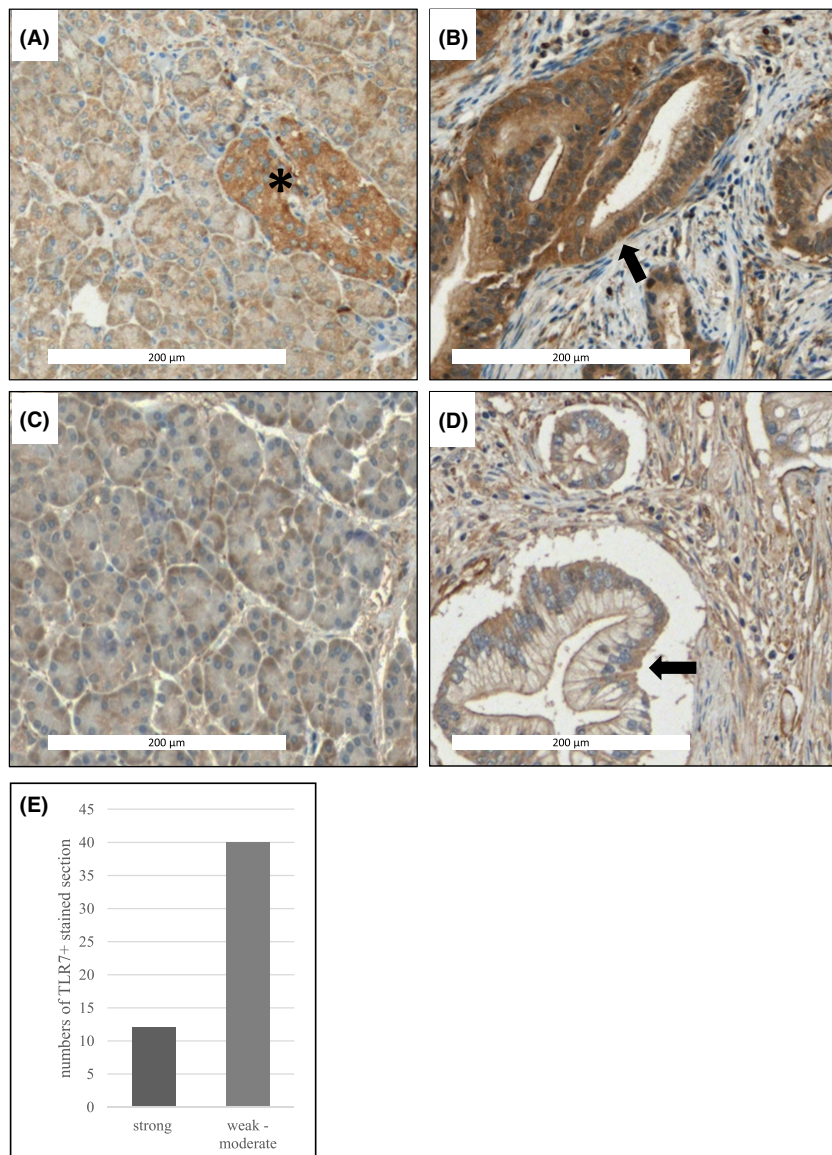 (A)
200 µm
(B)
200 µm
(C)
200 µm
(D)
200 µm
(E)
numbers of TLR7+ stained section
45
40
35
30
25
20
15
10
5
0
strong
weak -
moderate